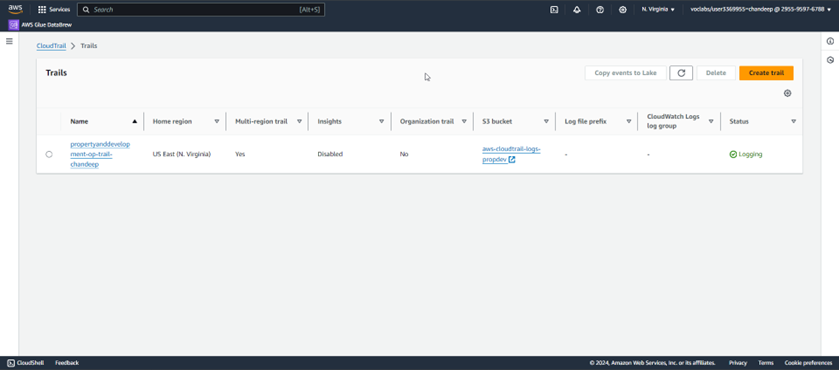 aws
Services
Search
[Alt+S]
N. Virginia
voclabs/user3369955=chandeep @ 2955-9597-6788
AWS Glue DataBrew
CloudTrail > Trails
Trails
Copy events to Lake
Delete
Create trail
Name
Home region
Multi-region trail
Insights
Organization trail
S3 bucket
Log file prefix
CloudWatch Logs
log group
Status
propertyanddevelop
ment-op-trail-
chandeep
US East (N. Virginia)
Yes
Disabled
No
aws-cloudtrail-logs-
propdev
-
-
Logging
CloudShell
Feedback
© 2024, Amazon Web Services, Inc. or its affiliates.
Privacy
Terms
Cookie preferences